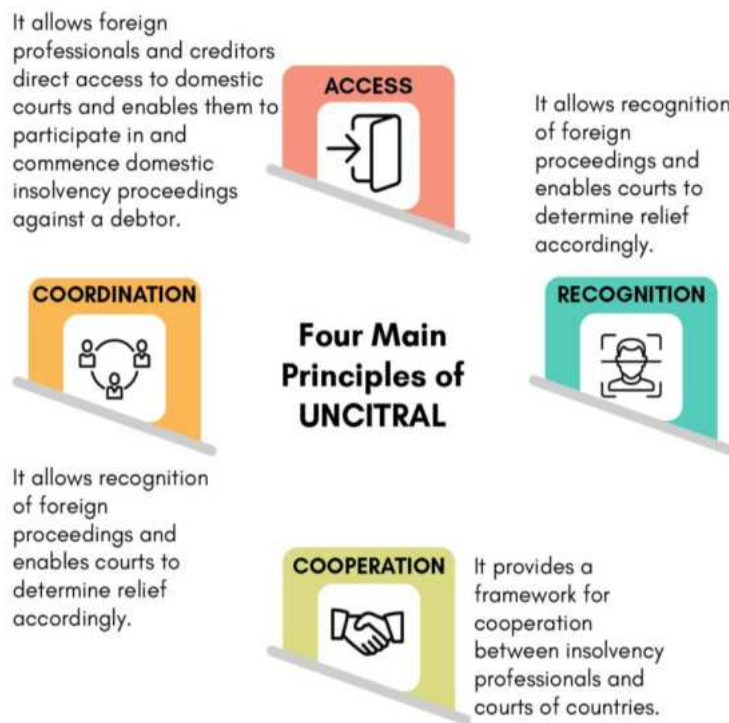 It allows foreign
professionals and creditors
direct access to domestic
courts and enables them to
participate in and
commence domestic
insolvency proceedings
against a debtor.
ACCESS
It allows recognition
of foreign
proceedings and
enables courts to
determine relief
accordingly.
COORDINATION
Four Main
Principles of
UNCITRAL
RECOGNITION
It allows recognition
of foreign
proceedings and
enables courts to
determine relief
accordingly.
COOPERATION
It provides a
framework for
cooperation
between insolvency
professionals and
courts of countries.